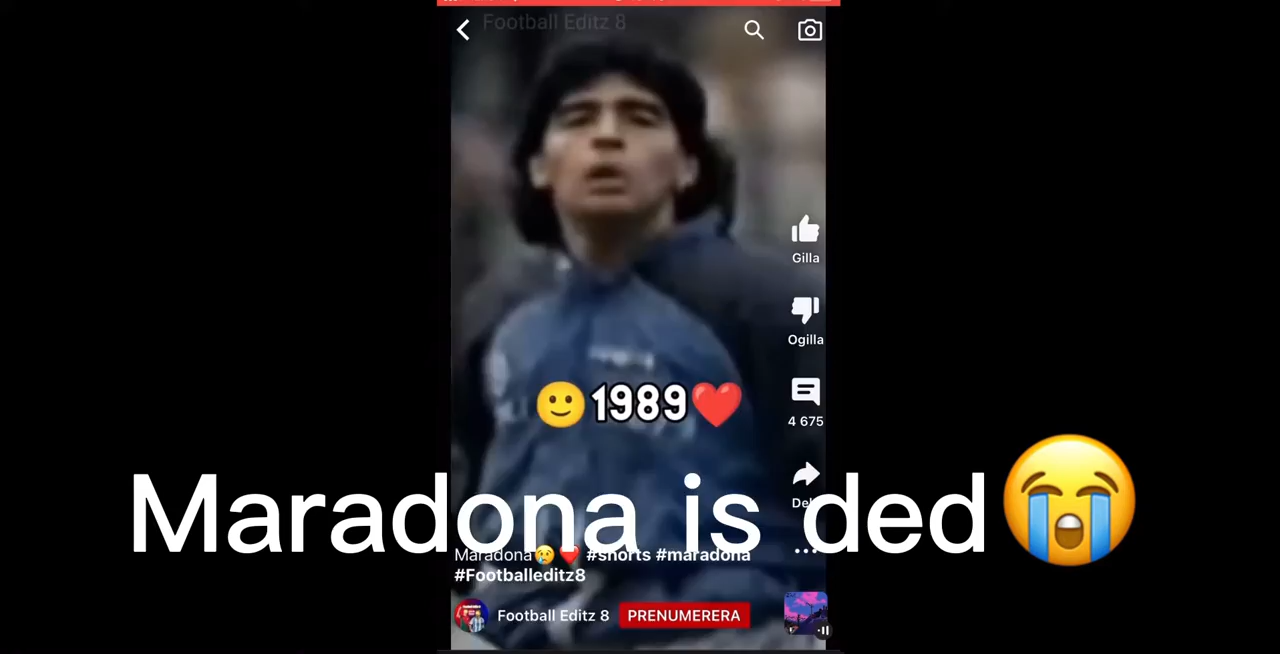 Football Editz 8
Gilla
Ogilla
🙂1989❤️
4 675
Maradona is ded😭
Maradona😢❤️ #shorts #maradona
#Footballeditz8
Football Editz 8 PRENUMERERA